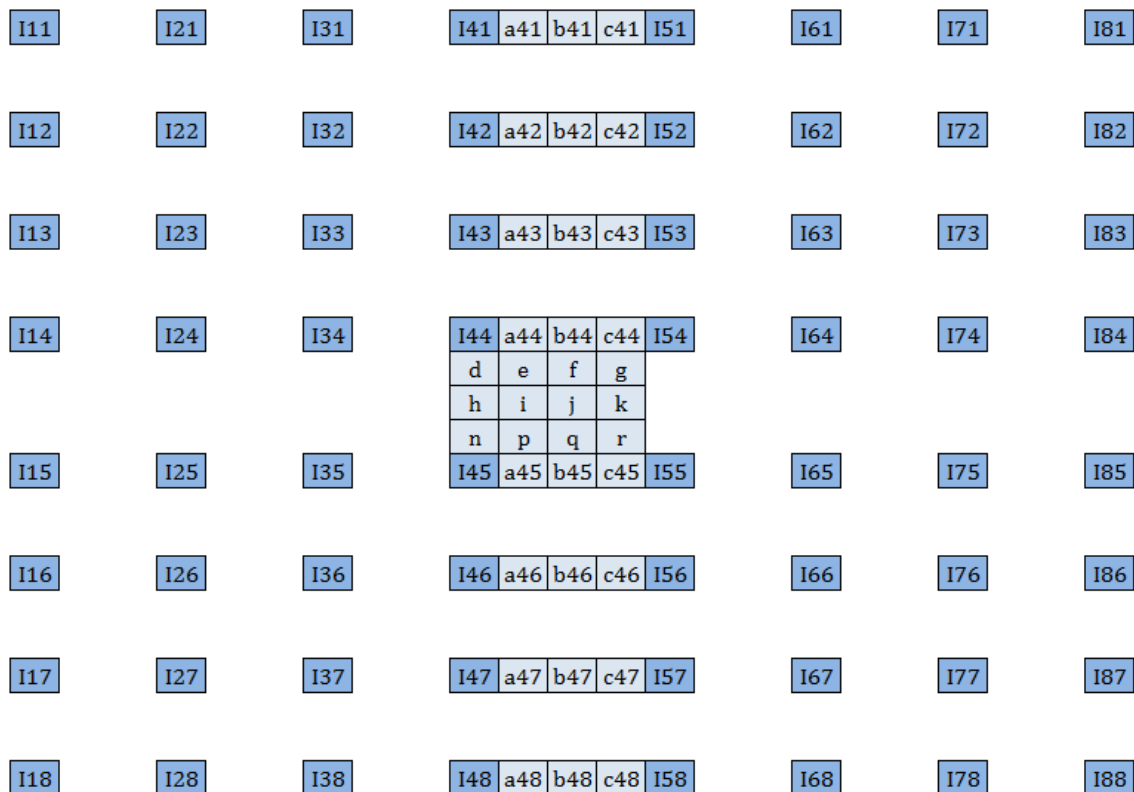 I11 I21 I31 I41 a41 b41 c41 I51 I61 I71 I81
I12 I22 I32 I42 a42 b42 c42 I52 I62 I72 I82
I13 I23 I33 I43 a43 b43 c43 I53 I63 I73 I83
I14 I24 I34 I44 a44 b44 c44 I54 I64 I74 I84
d e f g
h i j k
n p q r
I15 I25 I35 I45 a45 b45 c45 I55 I65 I75 I85
I16 I26 I36 I46 a46 b46 c46 I56 I66 I76 I86
I17 I27 I37 I47 a47 b47 c47 I57 I67 I77 I87
I18 I28 I38 I48 a48 b48 c48 I58 I68 I78 I88